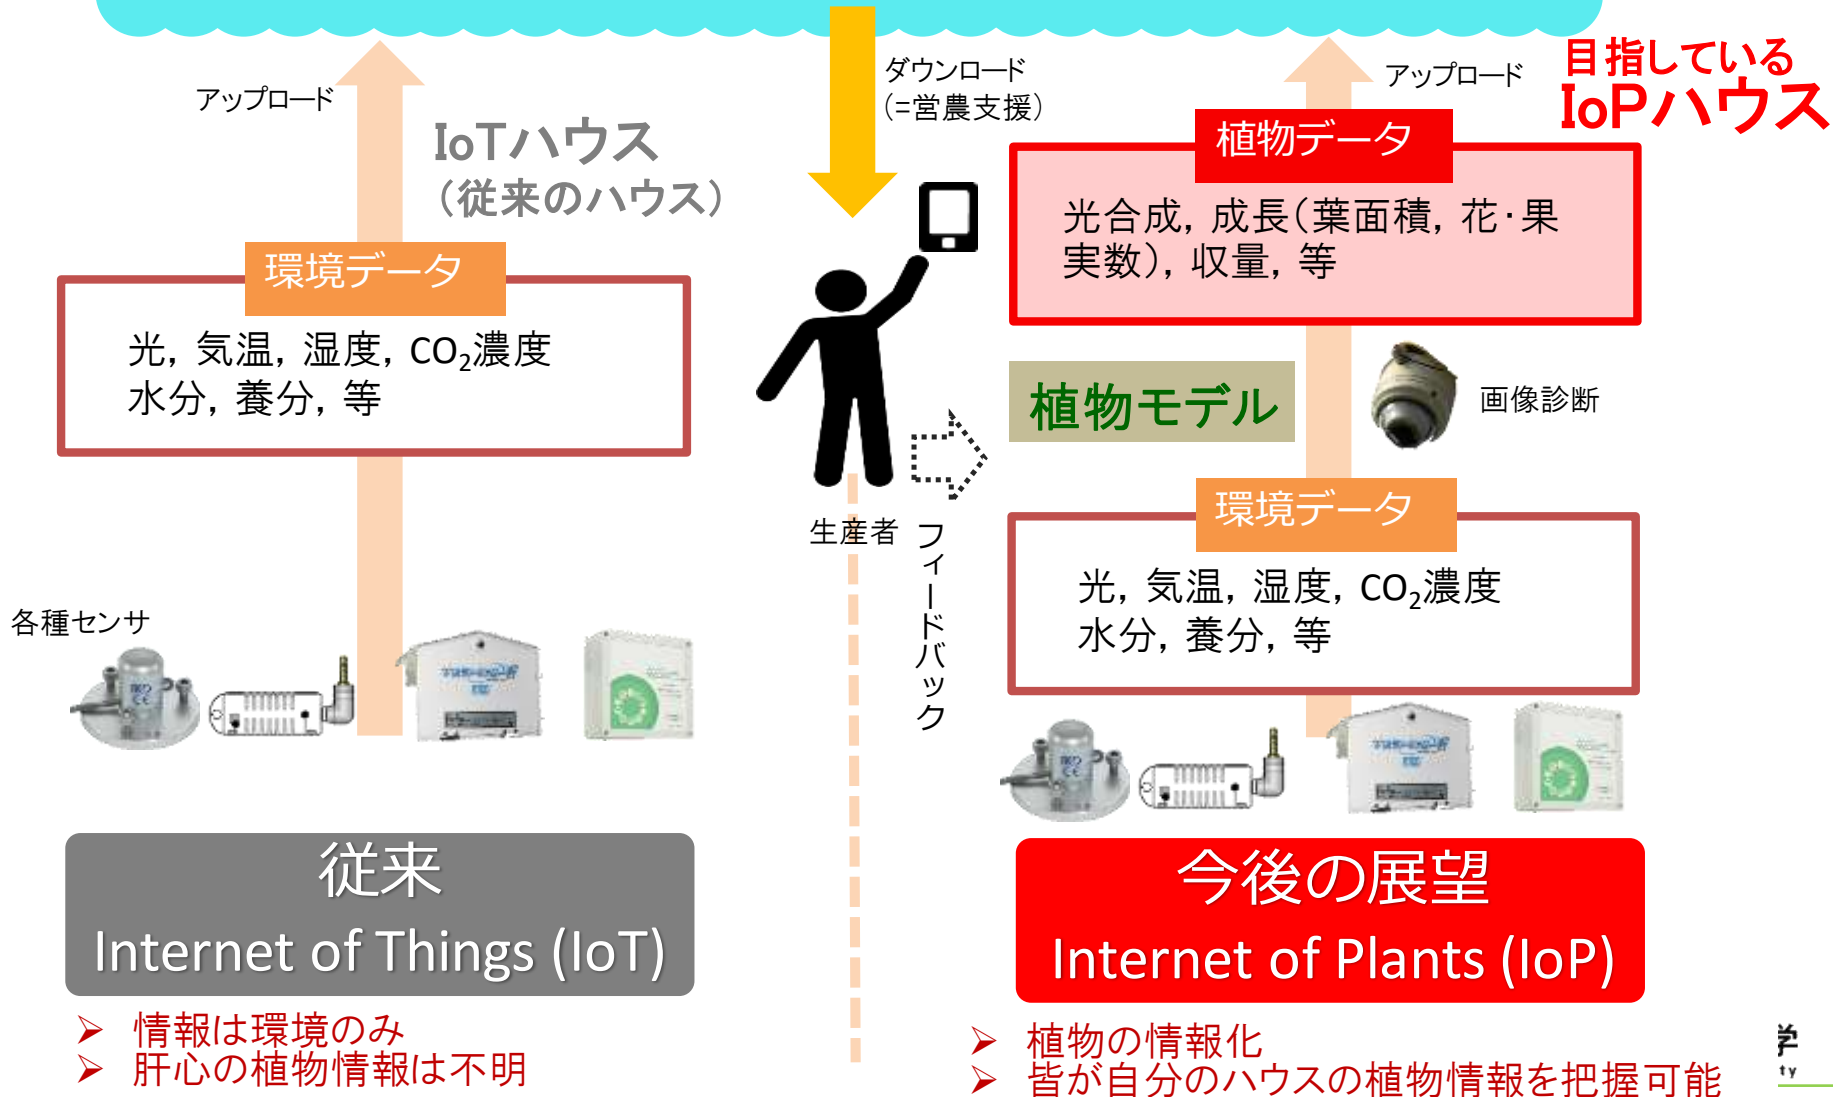 アップロード
IoTハウス
（従来のハウス）
環境データ
光，気温，湿度，CO₂濃度
水分，養分，等
各種センサ
従来
Internet of Things (IoT)
➢ 情報は環境のみ
➢ 肝心の植物情報は不明
ダウンロード
（=営農支援）
生産者
フィードバック
アップロード
目指している
IoPハウス
植物データ
光合成，成長（葉面積，花・果
実数），収量，等
植物モデル
画像診断
環境データ
光，気温，湿度，CO₂濃度
水分，養分，等
今後の展望
Internet of Plants (IoP)
➢ 植物の情報化
➢ 皆が自分のハウスの植物情報を把握可能
学
ty